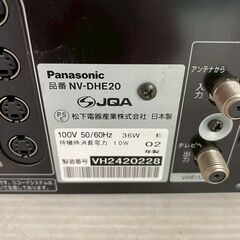 Panasonic
品番 NV-DHE20
PS E
JQA
松下電器産業株式会社 日本製
100V 50/60Hz 36W E
待機時消費電力 10W 02
年製
製造番号 VH2420228
アンテナから
入力
テレビへ
出力
VHF/U